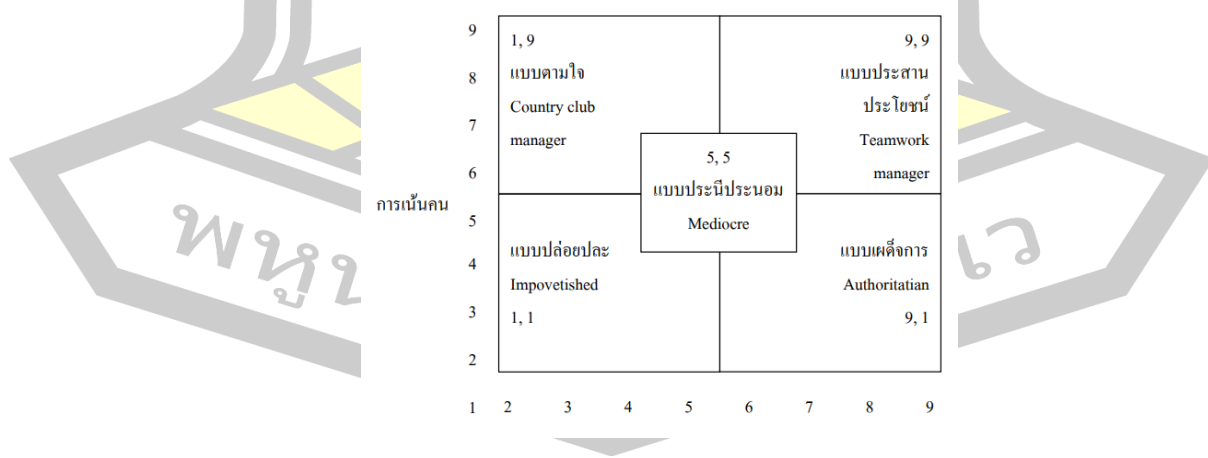 9
1, 9
9, 9
8
แบบตามใจ
แบบประสาน
Country club
ประโยชน์
7
manager
Teamwork
5, 5
6
manager
แบบประนีประนอม
การเน้นคน
5
Mediocre
แบบปล่อยปละ
แบบเผด็จการ
4
Impovetished
Authoritatian
3
1, 1
9, 1
2
1 2 3 4 5 6 7 8 9
พหูน
เว